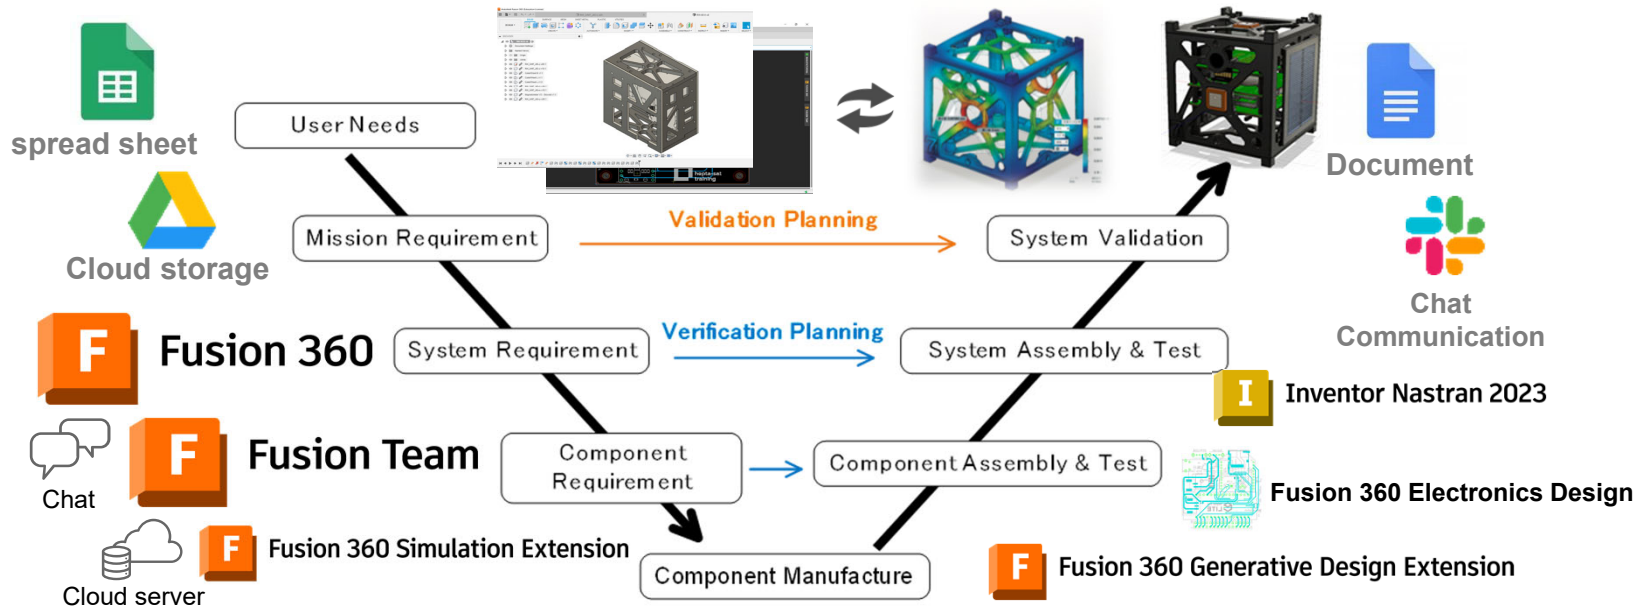 spread sheet
User Needs
Document
Cloud storage
Mission Requirement
Validation Planning
System Validation
Chat
Communication
F
Fusion 360
System Requirement
Verification Planning
System Assembly & Test
I
Inventor Nastran 2023
Chat
F
Fusion Team
Component
Requirement
Component Assembly & Test
Fusion 360 Electronics Design
Cloud server
F
Fusion 360 Simulation Extension
Component Manufacture
F
Fusion 360 Generative Design Extension